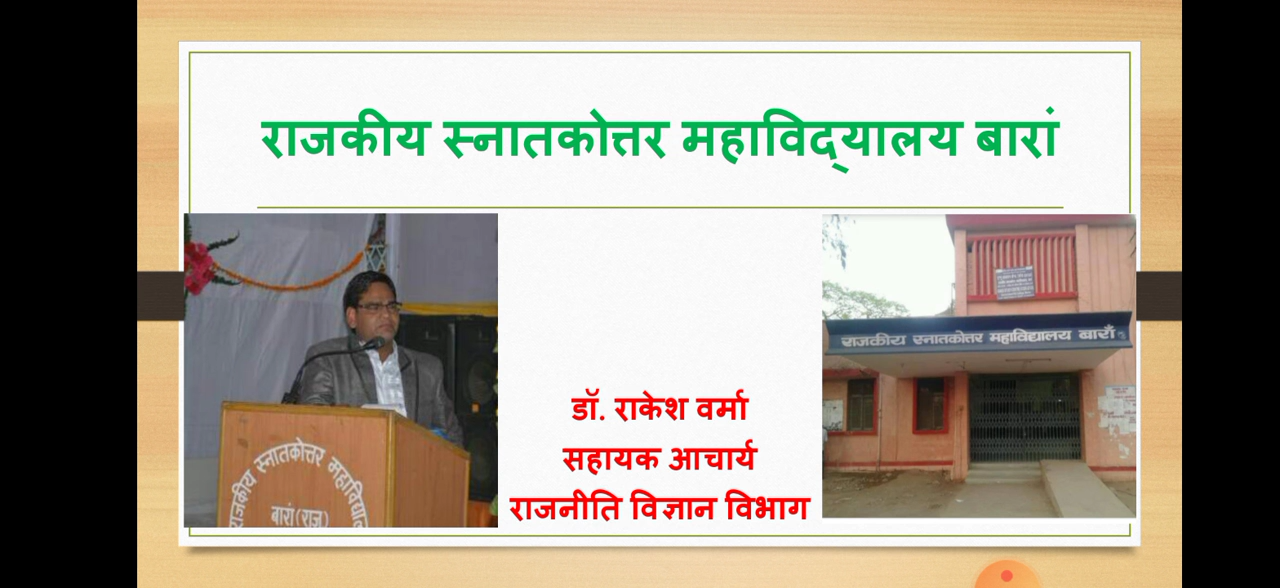 राजकीय स्नातकोत्तर महाविद्यालय बारां
राजकीय स्नातकोत्तर महाविद्याल
बारां (राज)
डॉ. राकेश वर्मा
सहायक आचार्य
राजनीति विज्ञान विभाग
राजकीय स्नातकोत्तर महाविद्यालय बाराँ